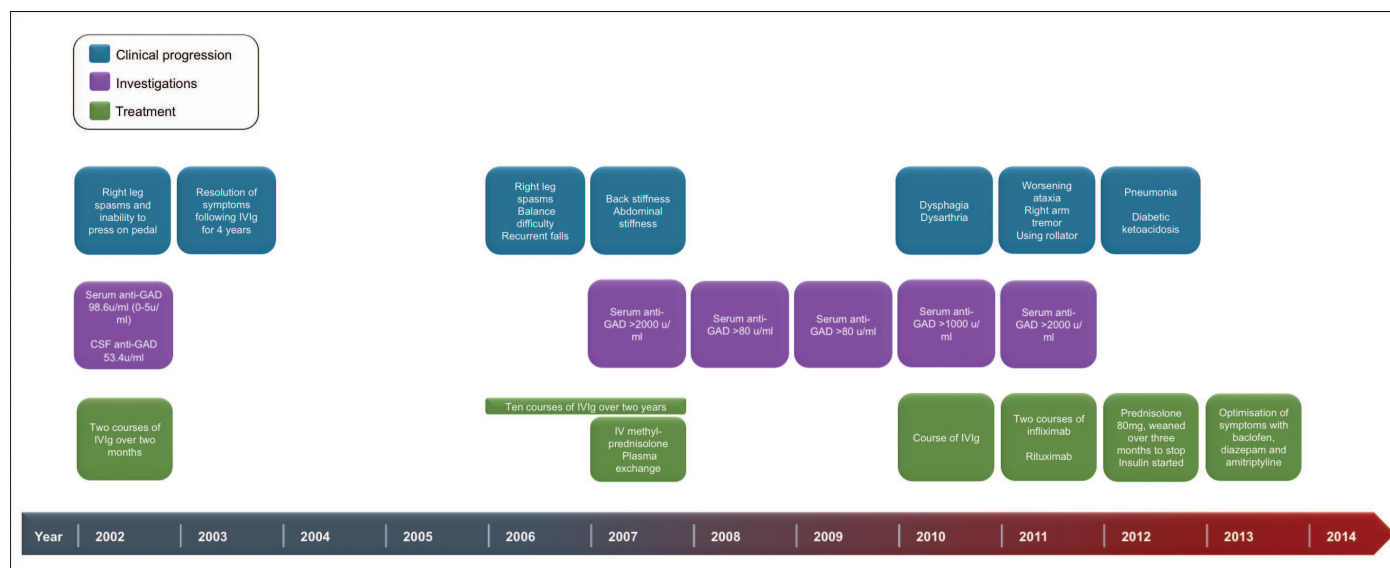 Clinical progression
Investigations
Treatment
Right leg
spasms and
inability to
press on pedal
Resolution of
symptoms
following IVIg
for 4 years
Right leg
spasms
Balance
difficulty
Recurrent falls
Back stiffness
Abdominal
stiffness
Dysphagia
Dysarthria
Worsening
ataxia
Right arm
tremor
Using rollator
Pneumonia
Diabetic
ketoacidosis
Serum anti-GAD
98.6u/ml (0-5u/
ml)
CSF anti-GAD
53.4u/ml
Serum anti-
GAD >2000 u/
ml
Serum anti-
GAD >80 u/ml
Serum anti-
GAD >80 u/ml
Serum anti-
GAD >1000 u/
ml
Serum anti-
GAD >2000 u/
ml
Two courses of
IVIg over two
months
Ten courses of IVIg over two years
IV methyl-
prednisolone
Plasma
exchange
Course of IVIg
Two courses of
infliximab
Rituximab
Prednisolone
80mg, weaned
over three
months to stop
Insulin started
Optimisation of
symptoms with
baclofen,
diazepam and
amitriptyline
Year 2002 2003 2004 2005 2006 2007 2008 2009 2010 2011 2012 2013 2014